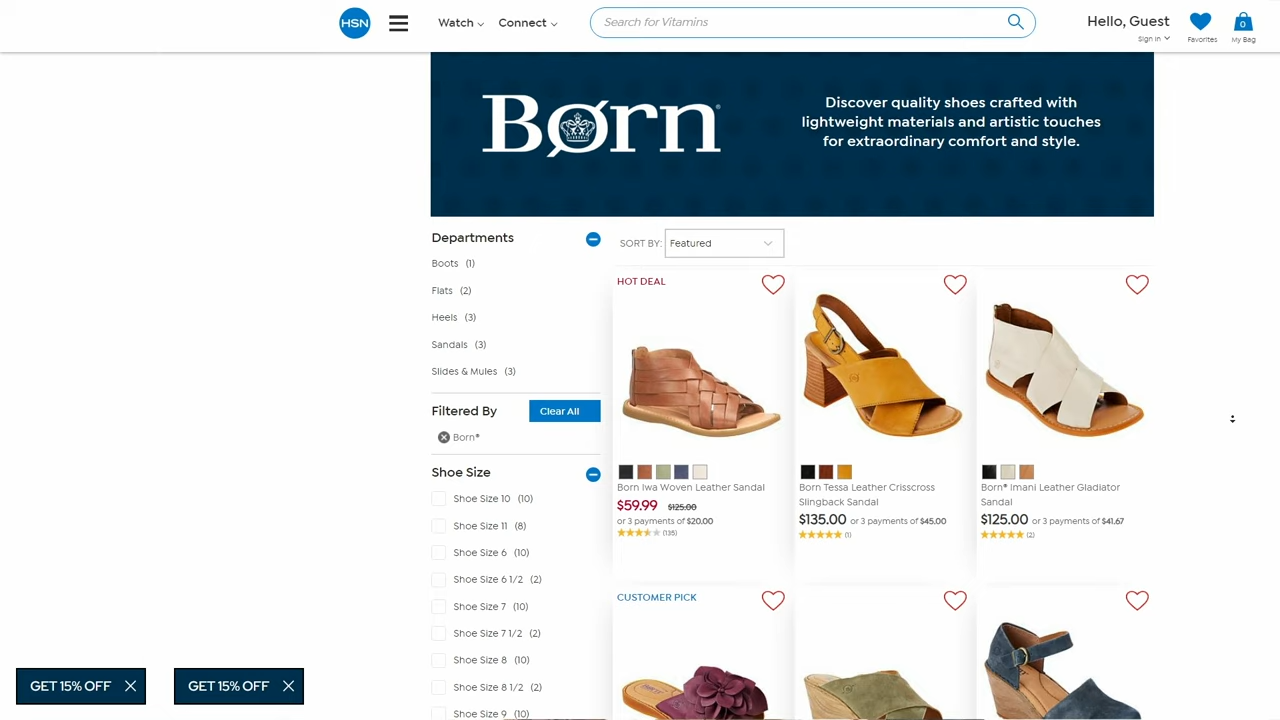 HSN
Watch
Connect
Search for Vitamins
Hello, Guest
Sign In
Favorites
0
My Bag
Børn®
Discover quality shoes crafted with
lightweight materials and artistic touches
for extraordinary comfort and style.
Departments
Boots (1)
Flats (2)
Heels (3)
Sandals (3)
Slides & Mules (3)
Filtered By
Clear All
Born®
Shoe Size
Shoe Size 10 (10)
Shoe Size 11 (8)
Shoe Size 6 (10)
Shoe Size 6 1/2 (2)
Shoe Size 7 (10)
Shoe Size 7 1/2 (2)
Shoe Size 8 (10)
Shoe Size 8 1/2 (2)
Shoe Size 9 (10)
SORT BY: Featured
HOT DEAL
Born Iwa Woven Leather Sandal
$59.99 $125.00
or 3 payments of $20.00
(135)
Born Tessa Leather Crisscross
Slingback Sandal
$135.00 or 3 payments of $45.00
(1)
Born® Imani Leather Gladiator
Sandal
$125.00 or 3 payments of $41.67
(2)
CUSTOMER PICK
GET 15% OFF
GET 15% OFF